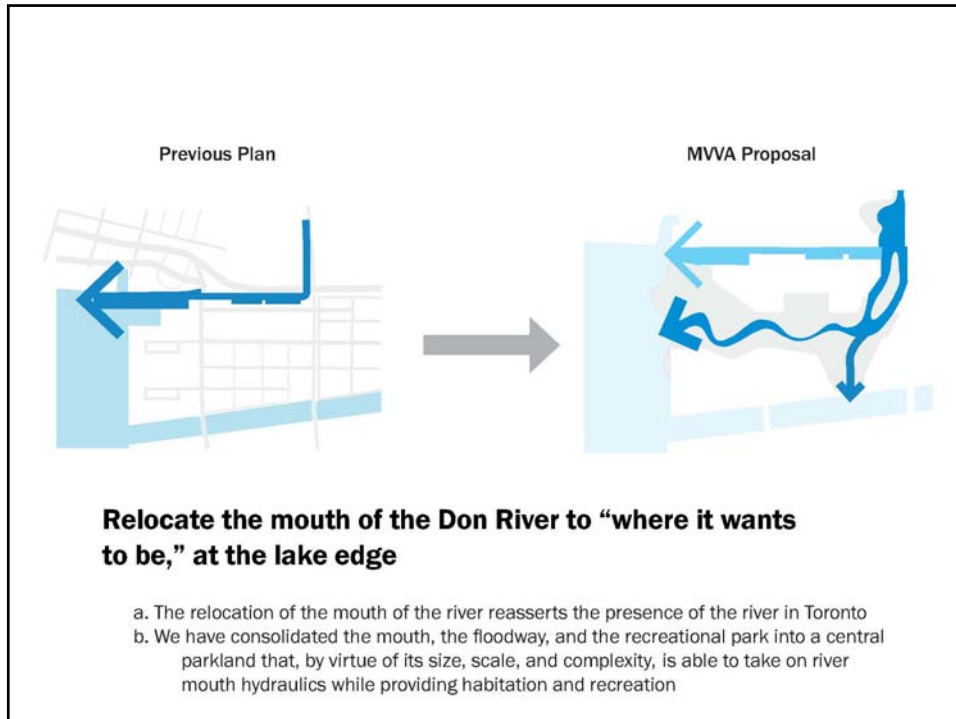 Previous Plan
MVVA Proposal
Relocate the mouth of the Don River to “where it wants
to be,” at the lake edge
a. The relocation of the mouth of the river reasserts the presence of the river in Toronto
b. We have consolidated the mouth, the floodway, and the recreational park into a central
parkland that, by virtue of its size, scale, and complexity, is able to take on river
mouth hydraulics while providing habitation and recreation